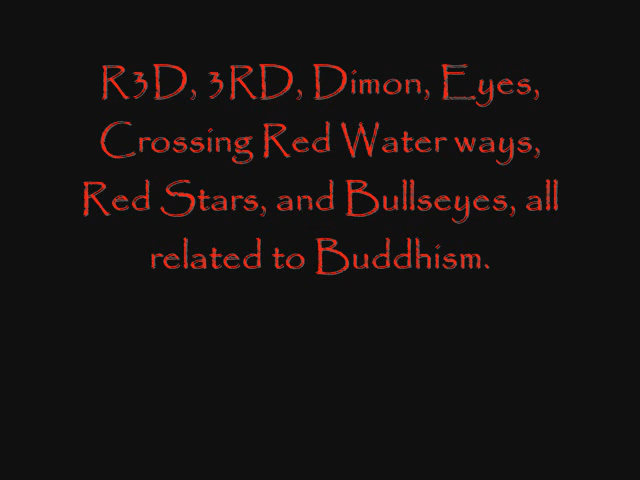 R3D, 3RD, Dimon, Eyes,
Crossing Red Water ways,
Red Stars, and Bullseyes, all
related to Buddhism.